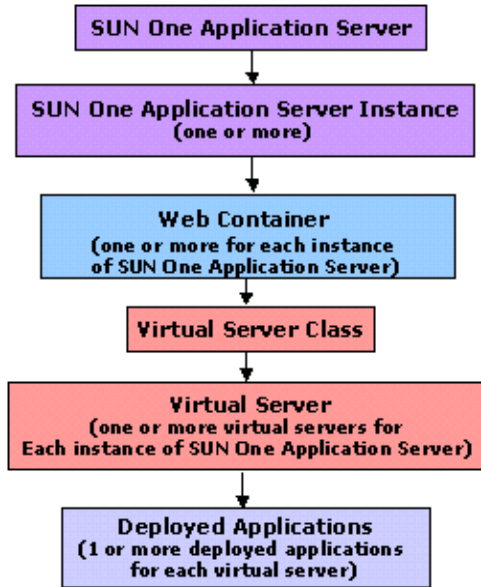 SUN One Application Server
SUN One Application Server Instance
(one or more)
Web Container
(one or more for each instance
of SUN One Application Server)
Virtual Server Class
Virtual Server
(one or more virtual servers for
Each instance of SUN One Application Server)
Deployed Applications
(1 or more deployed applications
for each virtual server)